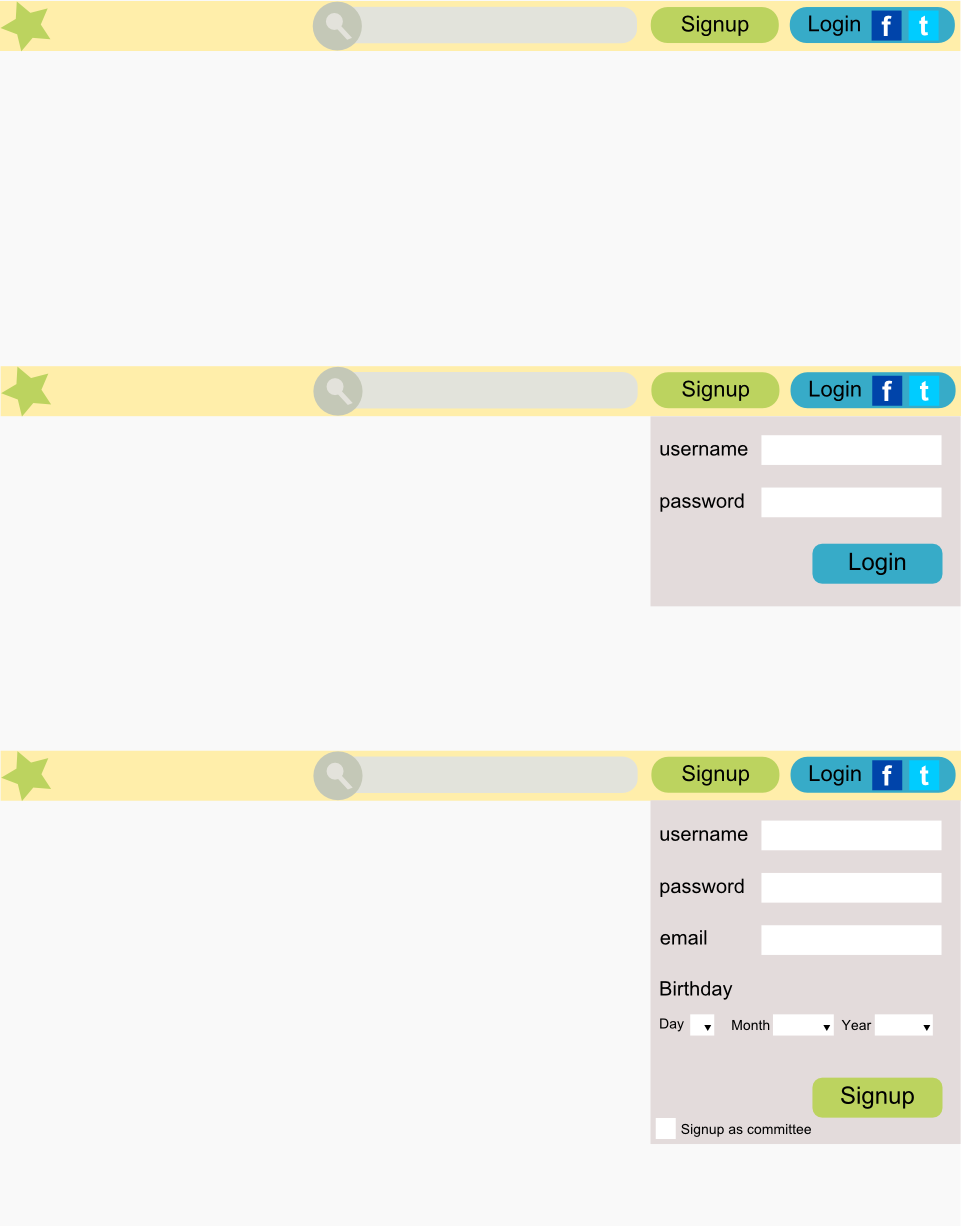 Signup Login f t
Signup Login f t
username
password
Login
Signup Login f t
username
password
email
Birthday
Day Month Year
Signup
Signup as committee